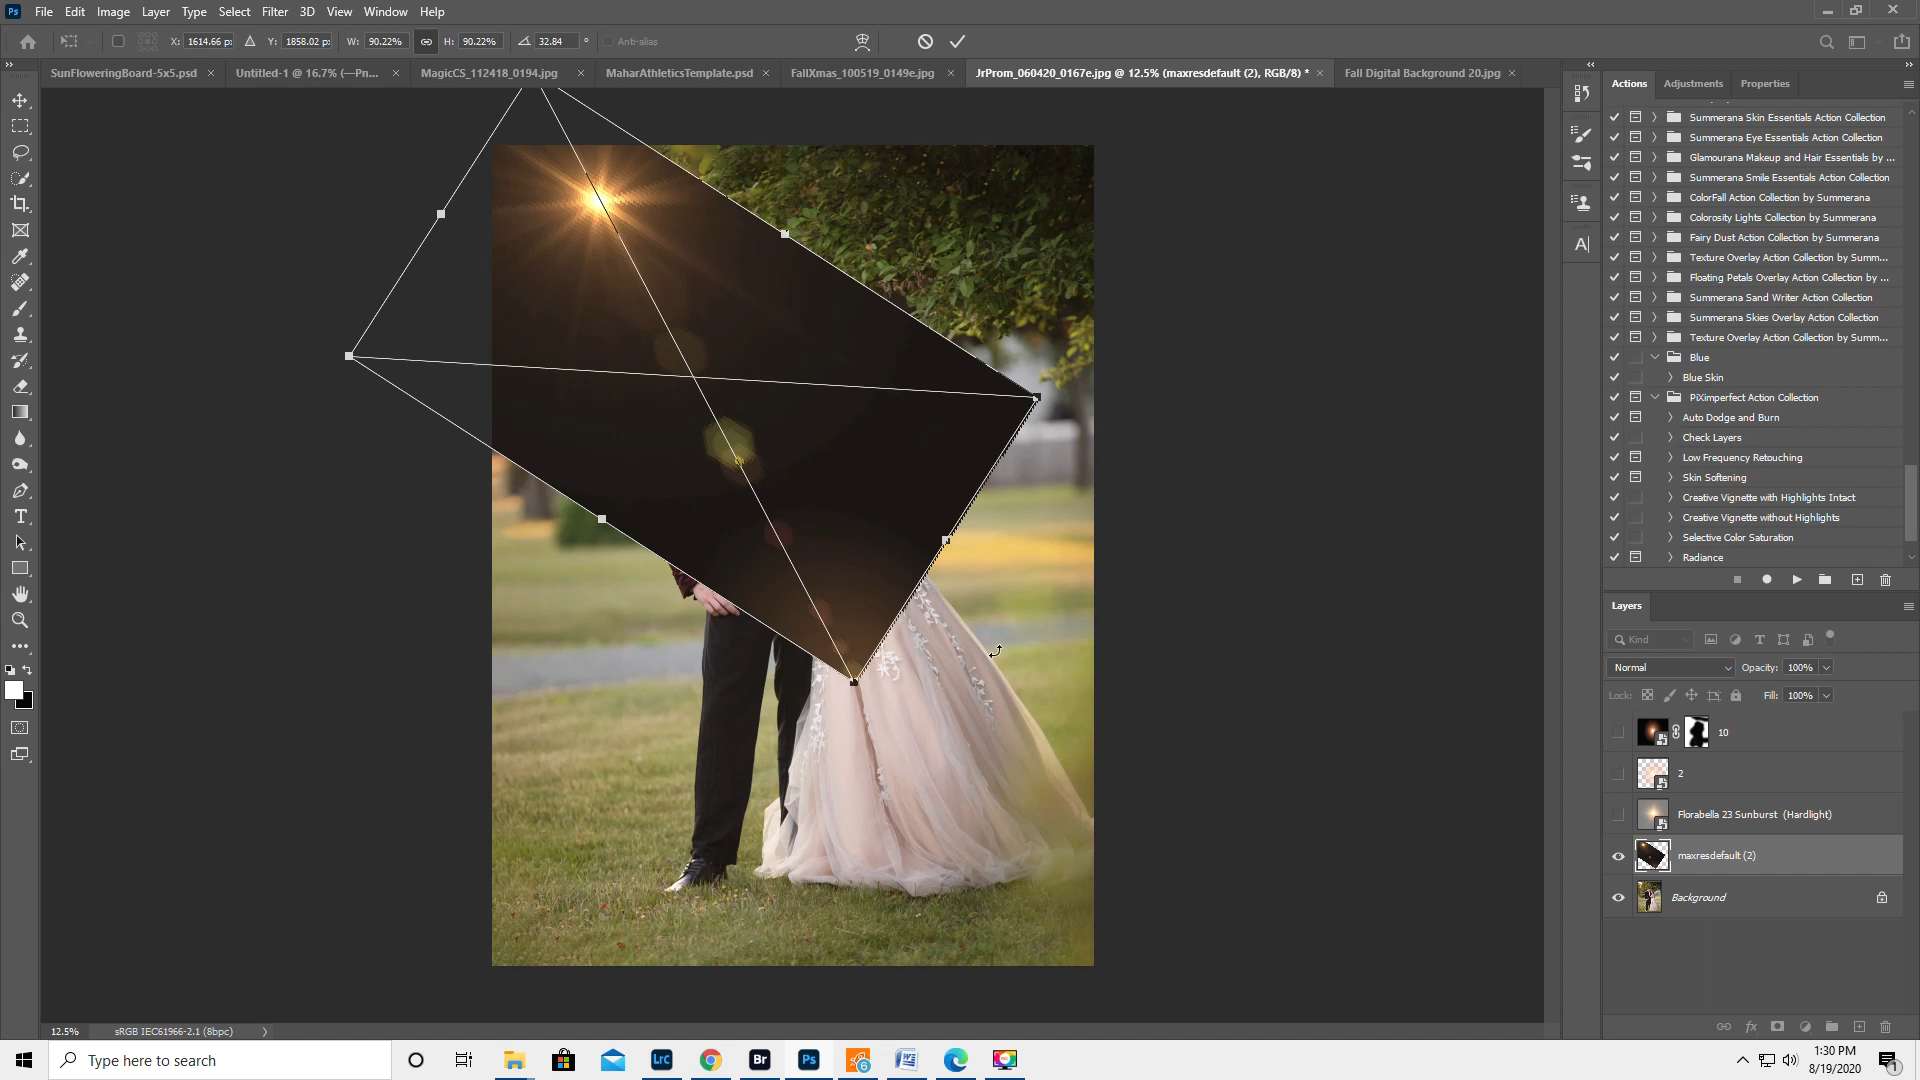 Ps File Edit Image Layer Type Select Filter 3D View Window Help
X: 1614.66 p: Y: 1858.02 p: W: 90.22% H: 90.22% 32.84 ° Anti-alias
SunFloweringBoard-5x5.psd × Untitled-1 @ 16.7% (—Pn... × MagicCS_112418_0194.jpg × MaharAthleticsTemplate.psd × FallXmas_100519_0149e.jpg × JrProm_060420_0167e.jpg @ 12.5% (maxresdefault (2), RGB/8) * × Fall Digital Background 20.jpg ×
Actions Adjustments Properties
Summerana Skin Essentials Action Collection
Summerana Eye Essentials Action Collection
Glamourana Makeup and Hair Essentials by ...
Summerana Smile Essentials Action Collection
ColorFall Action Collection by Summerana
Colorosity Lights Collection by Summerana
Fairy Dust Action Collection by Summerana
Texture Overlay Action Collection by Summ...
Floating Petals Overlay Action Collection by ...
Summerana Sand Writer Action Collection
Summerana Skies Overlay Action Collection
Texture Overlay Action Collection by Summ...
Blue
Blue Skin
PiXimperfect Action Collection
Auto Dodge and Burn
Check Layers
Low Frequency Retouching
Skin Softening
Creative Vignette with Highlights Intact
Creative Vignette without Highlights
Selective Color Saturation
Radiance
Layers
Kind
Normal Opacity: 100%
Lock: Fill: 100%
10
2
Florabella 23 Sunburst (Hardlight)
maxresdefault (2)
Background
12.5% sRGB IEC61966-2.1 (8bpc)
Type here to search
LrC Br Ps 6
1:30 PM
8/19/2020
1